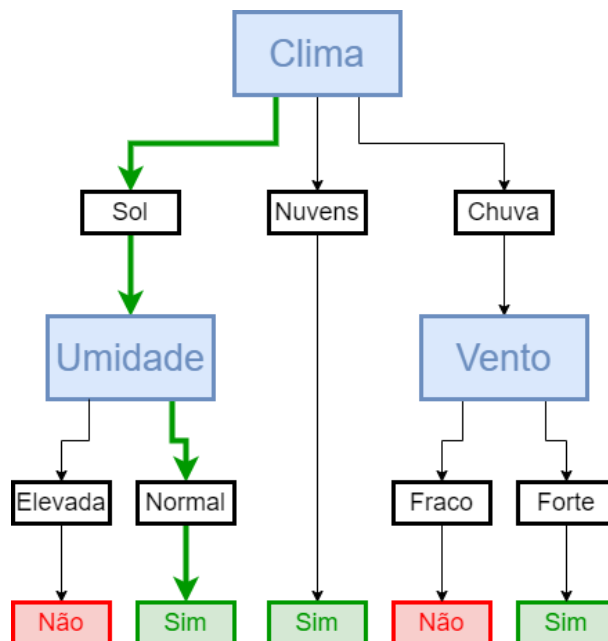 Clima
Sol
Nuvens
Chuva
Umidade
Vento
Elevada
Normal
Fraco
Forte
Não
Sim
Sim
Não
Sim